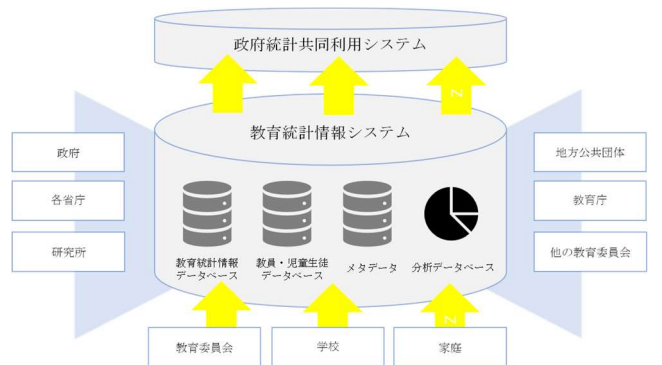 政府統計共同利用システム
Z
教育統計情報システム
政府
各省庁
研究所
地方公共団体
教育庁
他の教育委員会
教育統計情報
データベース
教員・児童生徒
データベース
メタデータ
分析データベース
Z
教育委員会
学校
家庭